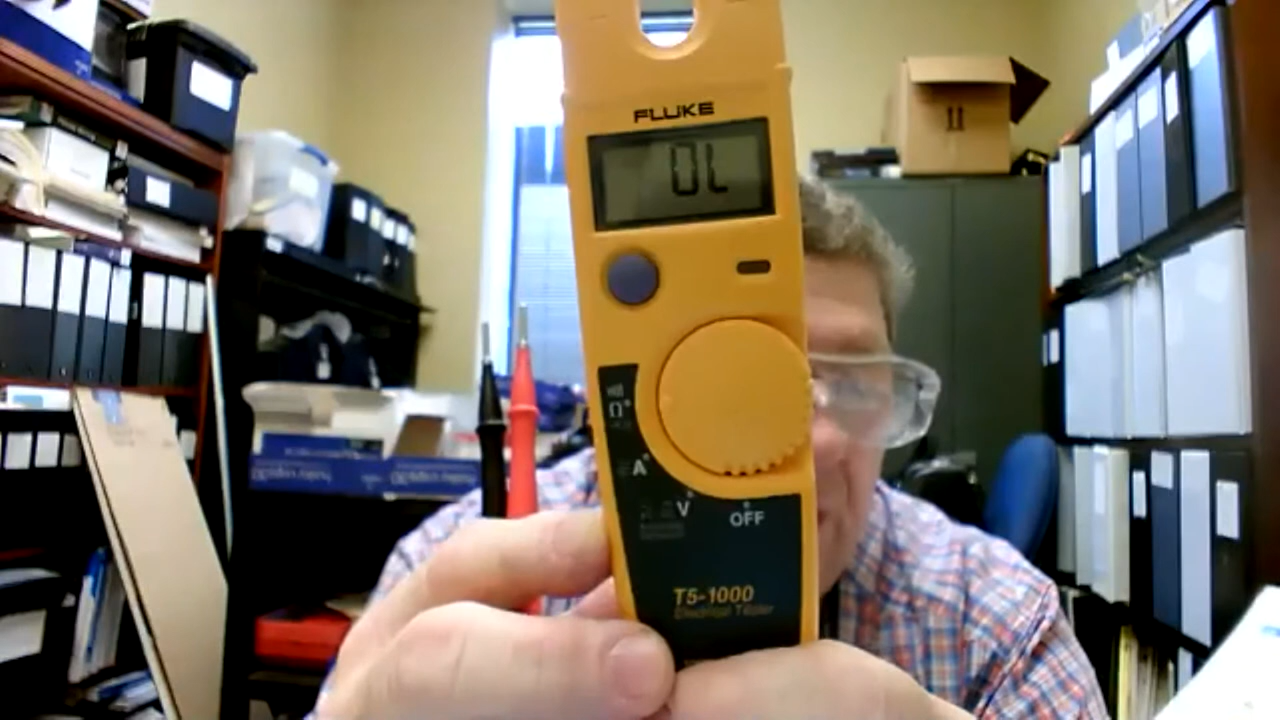 FLUKE
OL
Ω
A
V
OFF
T5-1000
Electrical Tester